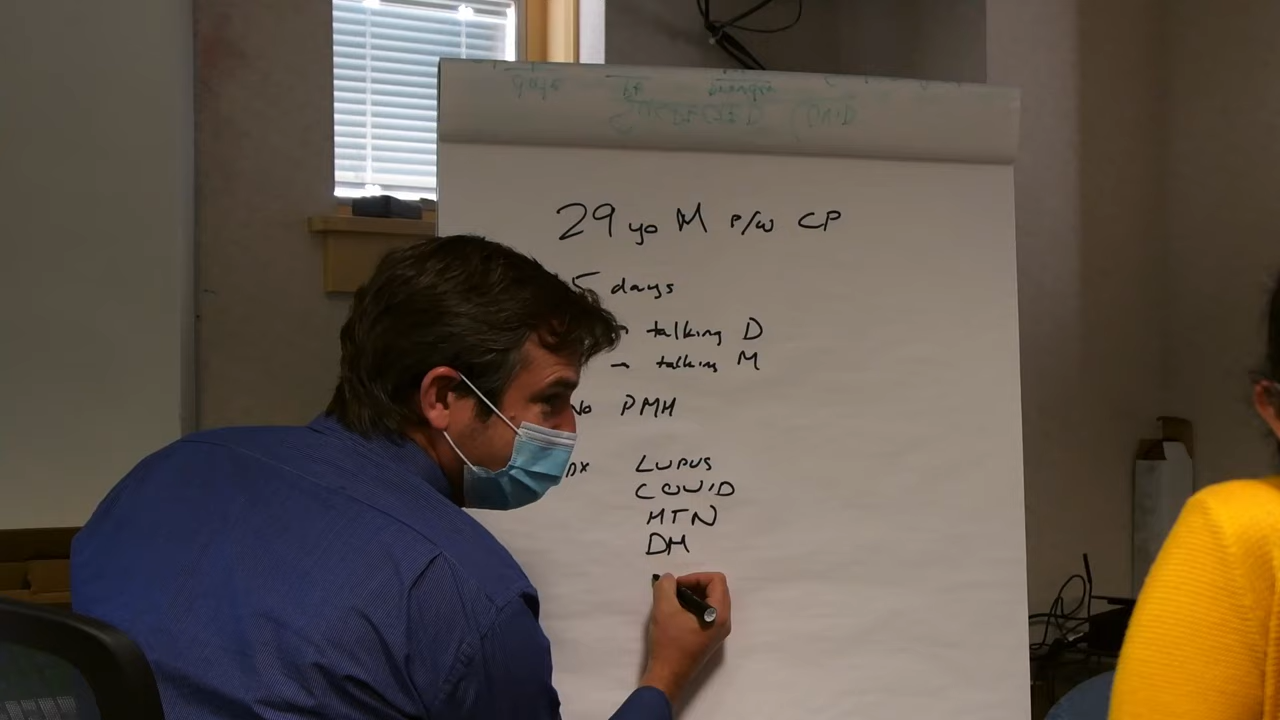 29 yo M P/W CP
5 days
talking D
→ talking M
No PMH
DX LUPUS
COVID
HTN
DM